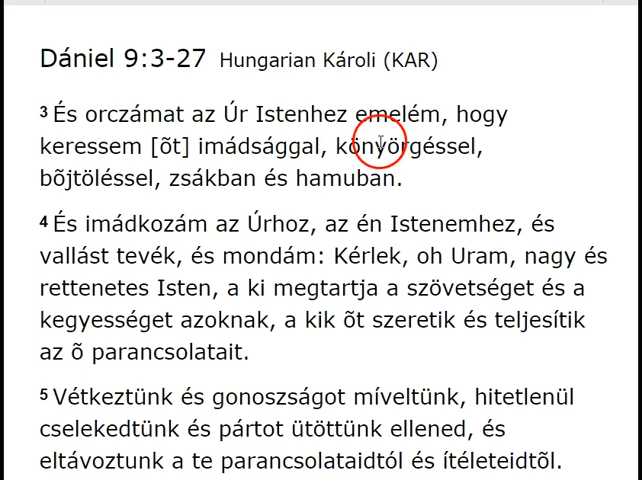 Dániel 9:3-27 Hungarian Károli (KAR)
3 És orczámat az Úr Istenhez emelém, hogy
keressem [õt] imádsággal, könyörgéssel,
bõjtöléssel, zsákban és hamuban.
4 És imádkozám az Úrhoz, az én Istenemhez, és
vallást tevék, és mondám: Kérlek, oh Uram, nagy és
rettenetes Isten, a ki megtartja a szövetséget és a
kegyességet azoknak, a kik õt szeretik és teljesítik
az õ parancsolatait.
5 Vétkeztünk és gonoszságot míveltünk, hitetlenül
cselekedtünk és pártot ütöttünk ellened, és
eltávoztunk a te parancsolataidtól és ítéleteidtõl.